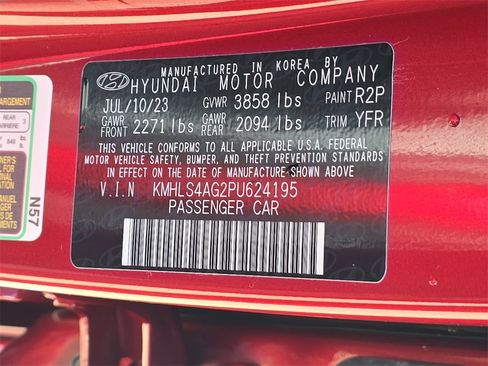 MANUFACTURED IN KOREA BY
HYUNDAI MOTOR COMPANY
JUL/10/23 GVWR 3858 lbs PAINT R2P
GAWR FRONT 2271 lbs GAWR REAR 2094 lbs TRIM YFR
THIS VEHICLE CONFORMS TO ALL APPLICABLE U.S.A. FEDERAL
MOTOR VEHICLE SAFETY, BUMPER, AND THEFT PREVENTION STANDARDS
IN EFFECT ON THE DATE OF MANUFACTURE SHOWN ABOVE
V.I.N KMHLS4AG2PU624195
PASSENGER CAR
REAR 3
N57